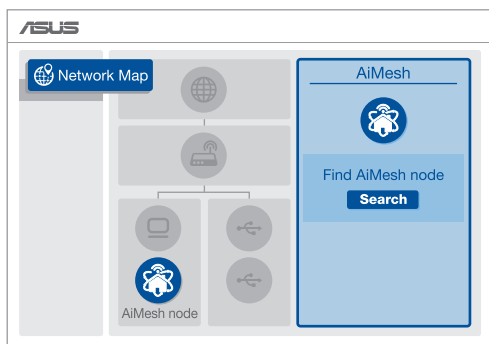 ASUS
Network Map
AiMesh
Find AiMesh node
Search
AiMesh node